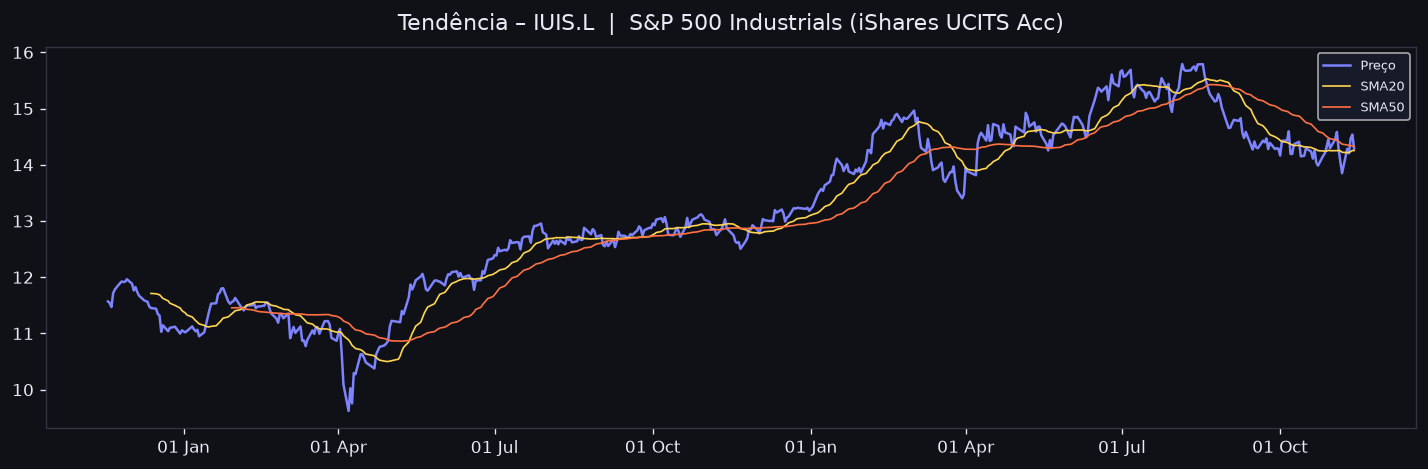 Tendência – IUIS.L | S&P 500 Industrials (iShares UCITS Acc)
16
15
14
13
12
11
10
Preço
SMA20
SMA50
01 Jan
01 Apr
01 Jul
01 Oct
01 Jan
01 Apr
01 Jul
01 Oct